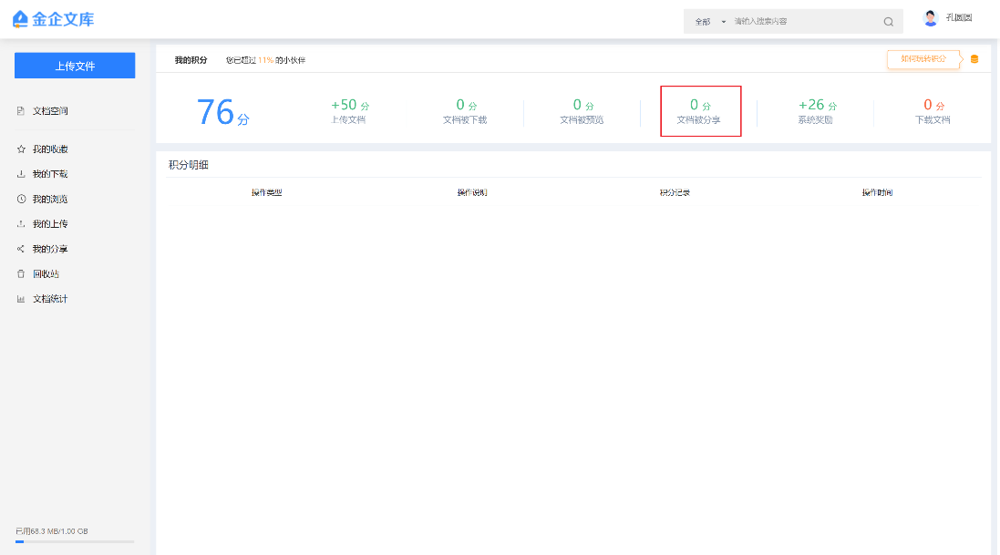 金企文库
全部 请输入搜索内容
孔圆圆
上传文件
文档空间
我的收藏
我的下载
我的浏览
我的上传
我的分享
回收站
文档统计
已用68.3 MB/1.00 GB
我的积分 您已超过 11% 的小伙伴
如何玩转积分
76 分
+50 分
上传文档
0 分
文档被下载
0 分
文档被预览
0 分
文档被分享
+26 分
系统奖励
0 分
下载文档
积分明细
操作类型 操作说明 积分记录 操作时间